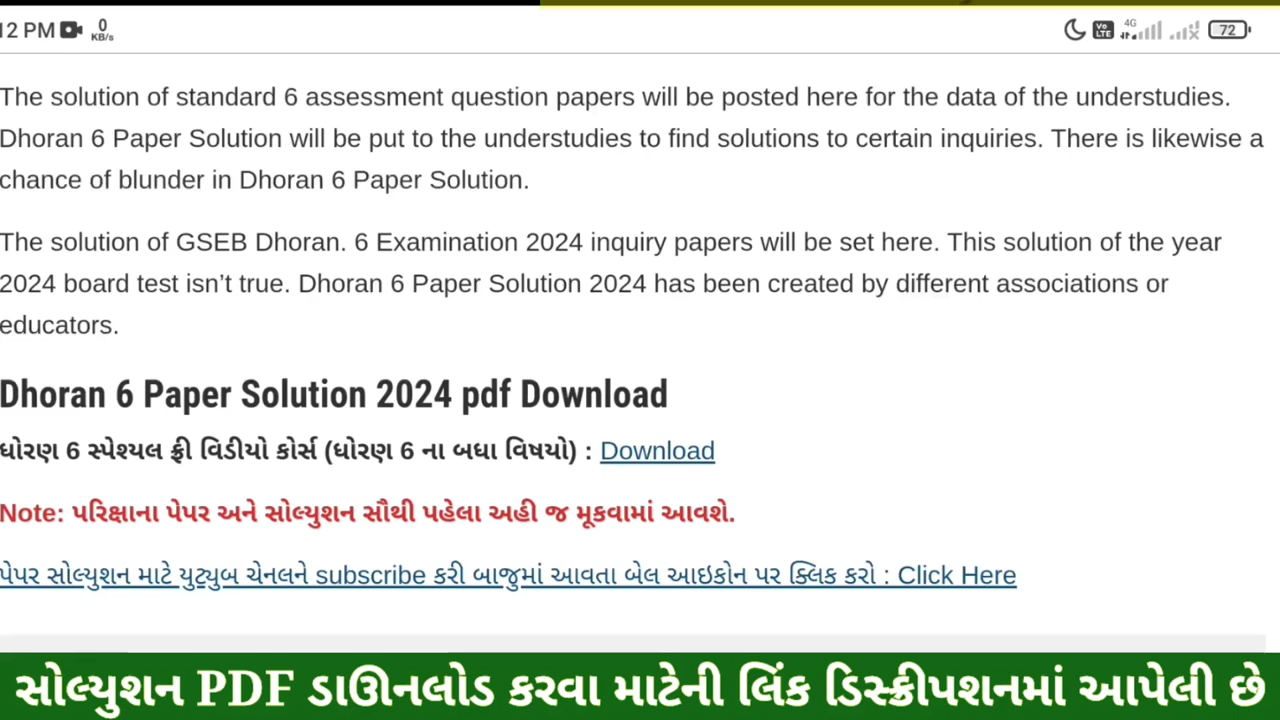 12 PM 0 KB/s 4G Vo LTE 72
The solution of standard 6 assessment question papers will be posted here for the data of the understudies.
Dhoran 6 Paper Solution will be put to the understudies to find solutions to certain inquiries. There is likewise a
chance of blunder in Dhoran 6 Paper Solution.
The solution of GSEB Dhoran. 6 Examination 2024 inquiry papers will be set here. This solution of the year
2024 board test isn’t true. Dhoran 6 Paper Solution 2024 has been created by different associations or
educators.
Dhoran 6 Paper Solution 2024 pdf Download
ધોરણ 6 સ્પેશ્યલ ફ્રી વિડીયો કોર્સ (ધોરણ 6 ના બધા વિષયો) : Download
Note: પરિક્ષાના પેપર અને સોલ્યુશન સૌથી પહેલા અહી જ મૂકવામાં આવશે.
પેપર સોલ્યુશન માટે યુટ્યુબ ચેનલને subscribe કરી બાજુમાં આવતા બેલ આઇકોન પર ક્લિક કરો : Click Here
સોલ્યુશન PDF ડાઊનલોડ કરવા માટેની લિંક ડિસ્ક્રીપશનમાં આપેલી છે